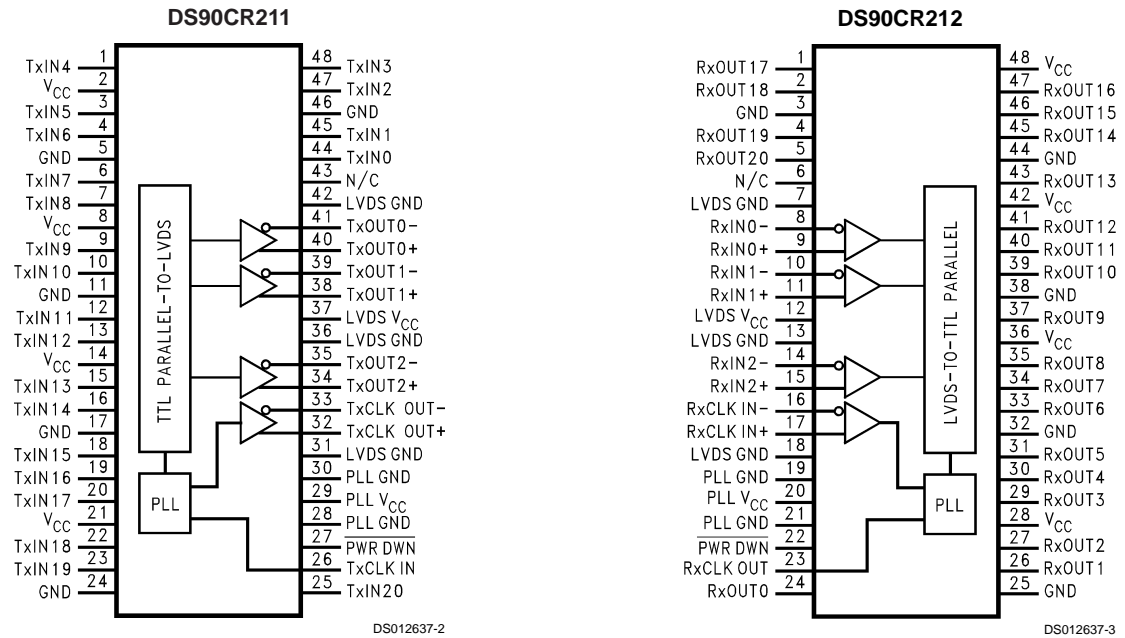 DS90CR211
TxIN4 1
VCC 2
TxIN5 3
TxIN6 4
GND 5
TxIN7 6
TxIN8 7
VCC 8
TxIN9 9
TxIN10 10
GND 11
TxIN11 12
TxIN12 13
VCC 14
TxIN13 15
TxIN14 16
GND 17
TxIN15 18
TxIN16 19
TxIN17 20
VCC 21
TxIN18 22
TxIN19 23
GND 24
TTL PARALLEL-TO-LVDS
PLL
48 TxIN3
47 TxIN2
46 GND
45 TxIN1
44 TxIN0
43 N/C
42 LVDS GND
41 TxOUT0-
40 TxOUT0+
39 TxOUT1-
38 TxOUT1+
37 LVDS VCC
36 LVDS GND
35 TxOUT2-
34 TxOUT2+
33 TxCLK OUT-
32 TxCLK OUT+
31 LVDS GND
30 PLL GND
29 PLL VCC
28 PLL GND
27 PWR DWN
26 TxCLK IN
25 TxIN20
DS012637-2
DS90CR212
RxOUT17 1
RxOUT18 2
GND 3
RxOUT19 4
RxOUT20 5
N/C 6
LVDS GND 7
RxIN0- 8
RxIN0+ 9
RxIN1- 10
RxIN1+ 11
LVDS VCC 12
LVDS GND 13
RxIN2- 14
RxIN2+ 15
RxCLK IN- 16
RxCLK IN+ 17
LVDS GND 18
PLL GND 19
PLL VCC 20
PLL GND 21
PWR DWN 22
RxCLK OUT 23
RxOUT0 24
LVDS-TO-TTL PARALLEL
PLL
48 VCC
47 RxOUT16
46 RxOUT15
45 RxOUT14
44 GND
43 RxOUT13
42 VCC
41 RxOUT12
40 RxOUT11
39 RxOUT10
38 GND
37 RxOUT9
36 VCC
35 RxOUT8
34 RxOUT7
33 RxOUT6
32 GND
31 RxOUT5
30 RxOUT4
29 RxOUT3
28 VCC
27 RxOUT2
26 RxOUT1
25 GND
DS012637-3